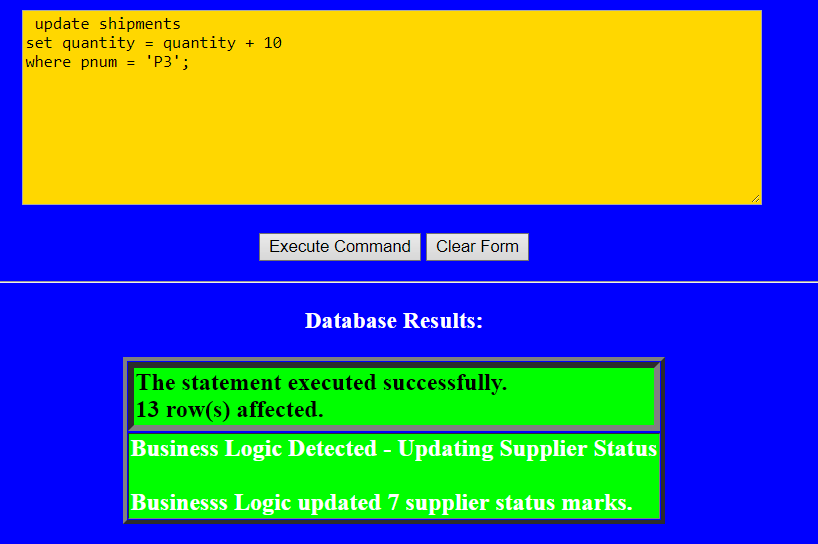 update shipments
set quantity = quantity + 10
where pnum = 'P3';
Execute Command Clear Form
Database Results:
The statement executed successfully.
13 row(s) affected.
Business Logic Detected - Updating Supplier Status
Businesss Logic updated 7 supplier status marks.